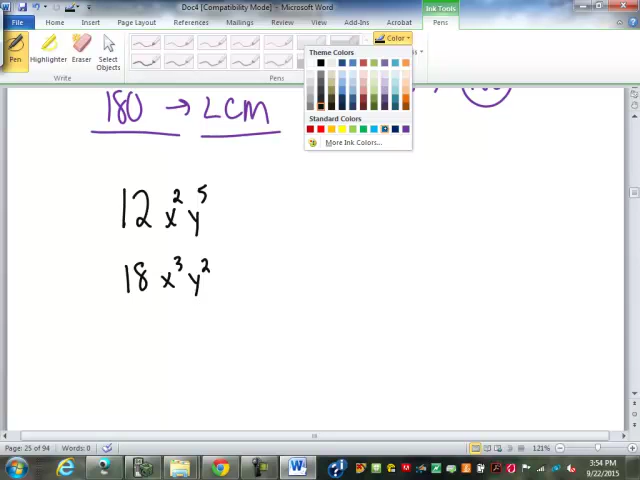 Doc4 [Compatibility Mode] - Microsoft Word
Ink Tools
File Home Insert Page Layout References Mailings Review View Add-Ins Acrobat Pens
Pen Highlighter Eraser Select Objects
Color
Write
Pens
Theme Colors
Standard Colors
More Ink Colors...
180 → LCM
12 x² y⁵
18 x³ y²
Page: 25 of 94 Words: 0 121%
3:54 PM
9/22/2015